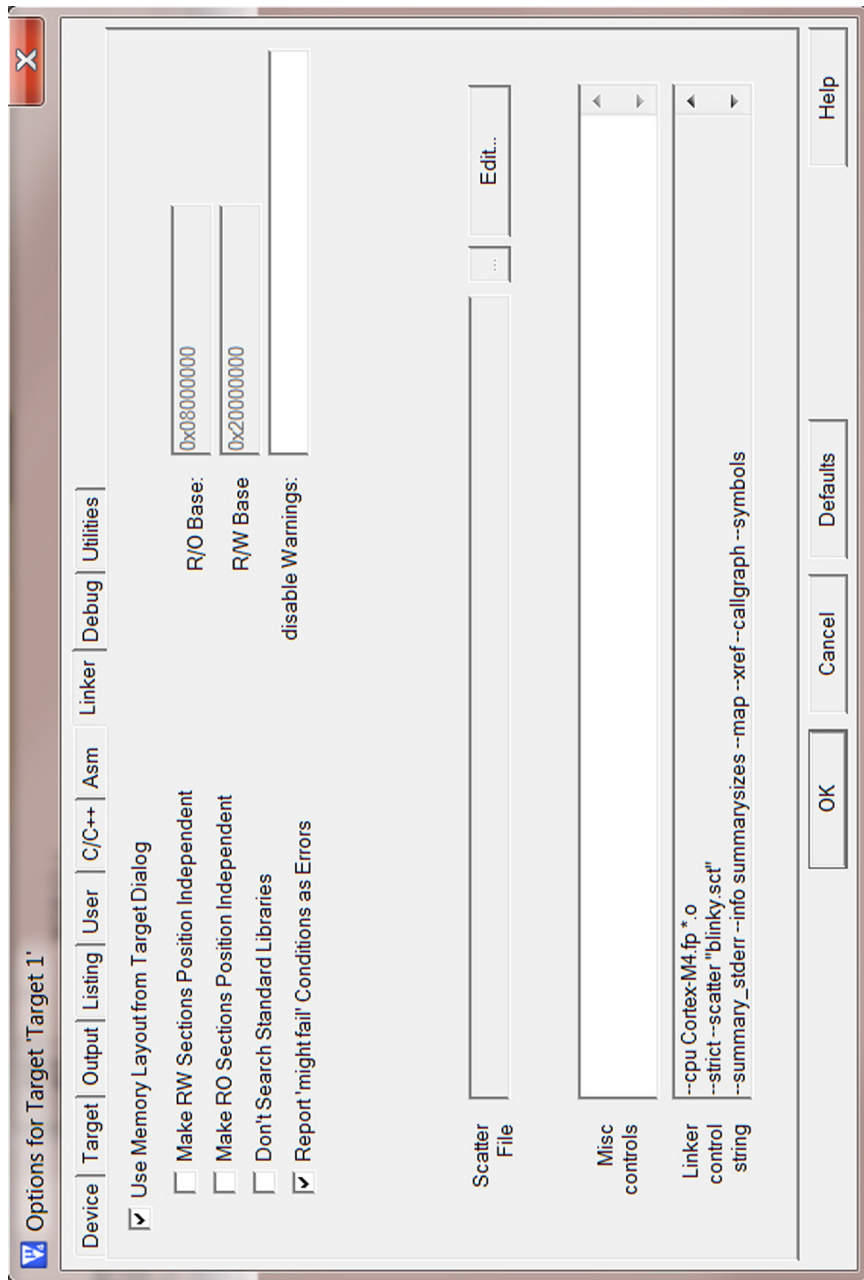 Options for Target 'Target 1'
Device Target Output Listing User C/C++ Asm Linker Debug Utilities
Use Memory Layout from Target Dialog
Make RW Sections Position Independent
Make RO Sections Position Independent
Don't Search Standard Libraries
Report 'might fail' Conditions as Errors
R/O Base: 0x08000000
R/W Base 0x20000000
disable Warnings:
Scatter
File
... Edit...
Misc
controls
Linker
control
string
--cpu Cortex-M4.fp *.o
--strict --scatter "blinky.sct"
--summary_stderr --info summarysizes --map --xref --callgraph --symbols
OK Cancel Defaults Help